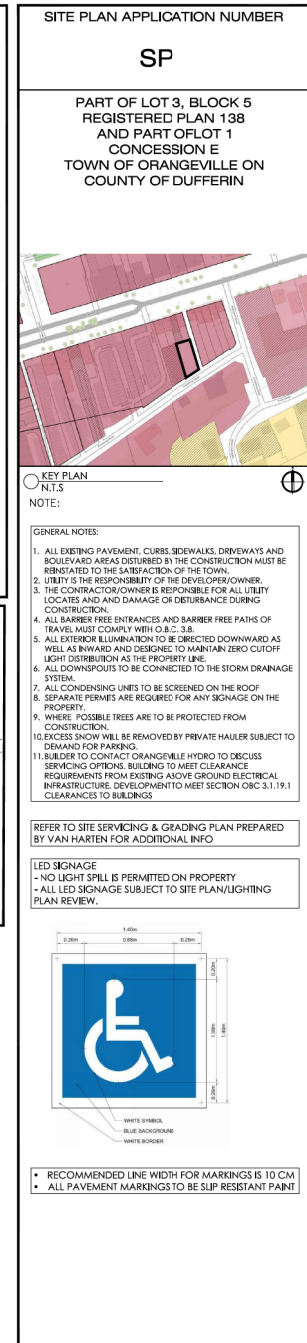 SITE PLAN APPLICATION NUMBER
SP
PART OF LOT 3, BLOCK 5
REGISTERED PLAN 138
AND PART OFLOT 1
CONCESSION E
TOWN OF ORANGEVILLE ON
COUNTY OF DUFFERIN
KEY PLAN
N.T.S
NOTE:
GENERAL NOTES:
1. ALL EXISTING PAVEMENT, CURBS, SIDEWALKS, DRIVEWAYS AND
BOULEVARD AREAS DISTURBED BY THE CONSTRUCTION MUST BE
REINSTATED TO THE SATISFACTION OF THE TOWN.
2. UTILITY IS THE RESPONSIBILITY OF THE DEVELOPER/OWNER.
3. THE CONTRACTOR/OWNER IS RESPONSIBLE FOR ALL UTILITY
LOCATES AND AND DAMAGE OF DISTURBANCE DURING
CONSTRUCTION.
4. ALL BARRIER FREE ENTRANCES AND BARRIER FREE PATHS OF
TRAVEL MUST COMPLY WITH O.B.C. 3.8.
5. ALL EXTERIOR ILLUMINATION TO BE DIRECTED DOWNWARD AS
WELL AS INWARD AND DESIGNED TO MAINTAIN ZERO CUTOFF
LIGHT DISTRIBUTION AS THE PROPERTY LINE.
6. ALL DOWNSPOUTS TO BE CONNECTED TO THE STORM DRAINAGE
SYSTEM.
7. ALL CONDENSING UNITS TO BE SCREENED ON THE ROOF
8. SEPARATE PERMITS ARE REQUIRED FOR ANY SIGNAGE ON THE
PROPERTY.
9. WHERE POSSIBLE TREES ARE TO BE PROTECTED FROM
CONSTRUCTION.
10.EXCESS SNOW WILL BE REMOVED BY PRIVATE HAULER SUBJECT TO
DEMAND FOR PARKING.
11.BUILDER TO CONTACT ORANGEVILLE HYDRO TO DISCUSS
SERVICING OPTIONS. BUILDING TO MEET CLEARANCE
REQUIREMENTS FROM EXISTING ABOVE GROUND ELECTRICAL
INFRASTRUCTURE. DEVELOPMENT TO MEET SECTION OBC 3.1.19.1
CLEARANCES TO BUILDINGS
REFER TO SITE SERVICING & GRADING PLAN PREPARED
BY VAN HARTEN FOR ADDITIONAL INFO
LED SIGNAGE
- NO LIGHT SPILL IS PERMITTED ON PROPERTY
- ALL LED SIGNAGE SUBJECT TO SITE PLAN/LIGHTING
PLAN REVIEW.
1.40m
0.26m 0.88m 0.26m
0.20m
1.00m 1.40m
0.20m
WHITE SYMBOL
BLUE BACKGROUND
WHITE BORDER
• RECOMMENDED LINE WIDTH FOR MARKINGS IS 10 CM
• ALL PAVEMENT MARKINGS TO BE SLIP RESISTANT PAINT